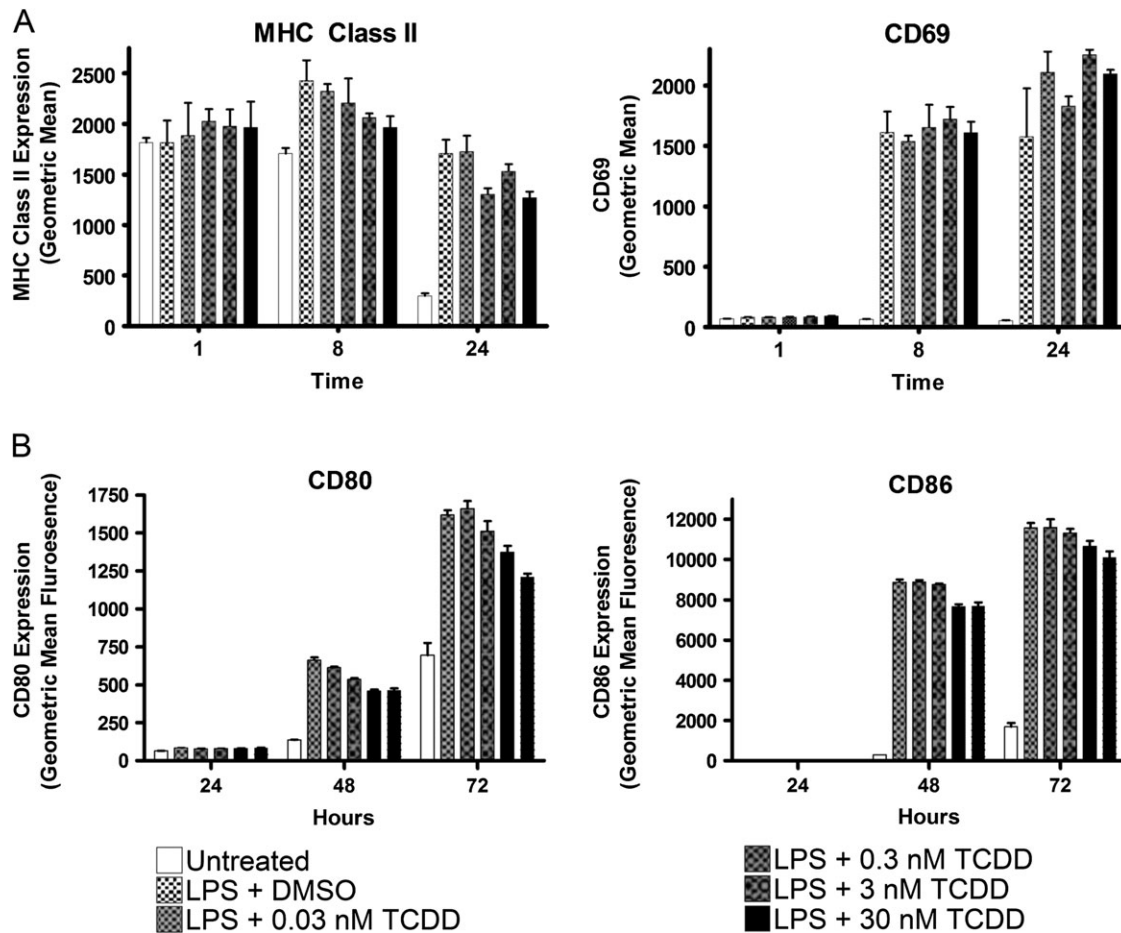 A
MHC Class II
MHC Class II Expression
(Geometric Mean)
2500
2000
1500
1000
500
0
1 8 24
Time
CD69
CD69
(Geometric Mean)
2000
1500
1000
500
0
1 8 24
Time
B
CD80
CD80 Expression
(Geometric Mean Fluroesence)
1750
1500
1250
1000
750
500
250
0
24 48 72
Hours
CD86
CD86 Expression
(Geometric Mean Fluoresence)
12000
10000
8000
6000
4000
2000
0
24 48 72
Hours
Untreated
LPS + DMSO
LPS + 0.03 nM TCDD
LPS + 0.3 nM TCDD
LPS + 3 nM TCDD
LPS + 30 nM TCDD